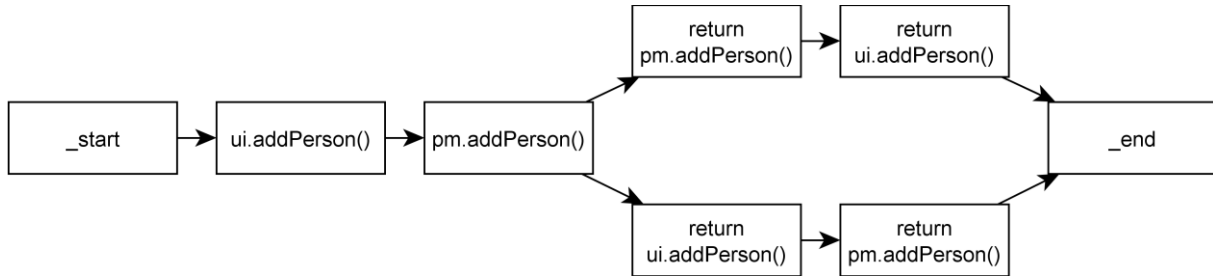 return
pm.addPerson()
return
ui.addPerson()
_start
ui.addPerson()
pm.addPerson()
_end
return
ui.addPerson()
return
pm.addPerson()